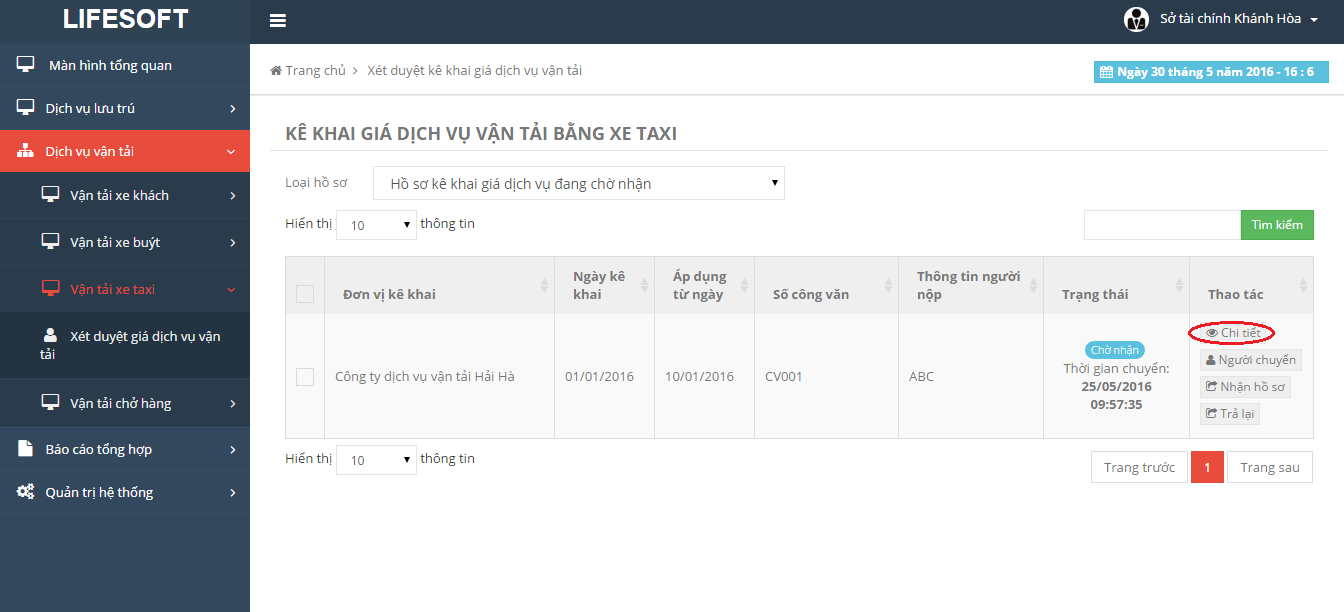 LIFESOFT
Sở tài chính Khánh Hòa
Màn hình tổng quan
Dịch vụ lưu trú
Dịch vụ vận tải
Vận tải xe khách
Vận tải xe buýt
Vận tải xe taxi
Xét duyệt giá dịch vụ vận
tải
Vận tải chở hàng
Báo cáo tổng hợp
Quản trị hệ thống
Trang chủ > Xét duyệt kê khai giá dịch vụ vận tải
Ngày 30 tháng 5 năm 2016 - 16 : 6
KÊ KHAI GIÁ DỊCH VỤ VẬN TẢI BẰNG XE TAXI
Loại hồ sơ Hồ sơ kê khai giá dịch vụ đang chờ nhận
Hiển thị 10 thông tin
Tìm kiếm
Đơn vị kê khai
Ngày kê
khai
Áp dụng
từ ngày
Số công văn
Thông tin người
nộp
Trạng thái
Thao tác
Công ty dịch vụ vận tải Hải Hà
01/01/2016
10/01/2016
CV001
ABC
Chờ nhận
Thời gian chuyển:
25/05/2016
09:57:35
Chi tiết
Người chuyển
Nhận hồ sơ
Trả lại
Hiển thị 10 thông tin
Trang trước 1 Trang sau